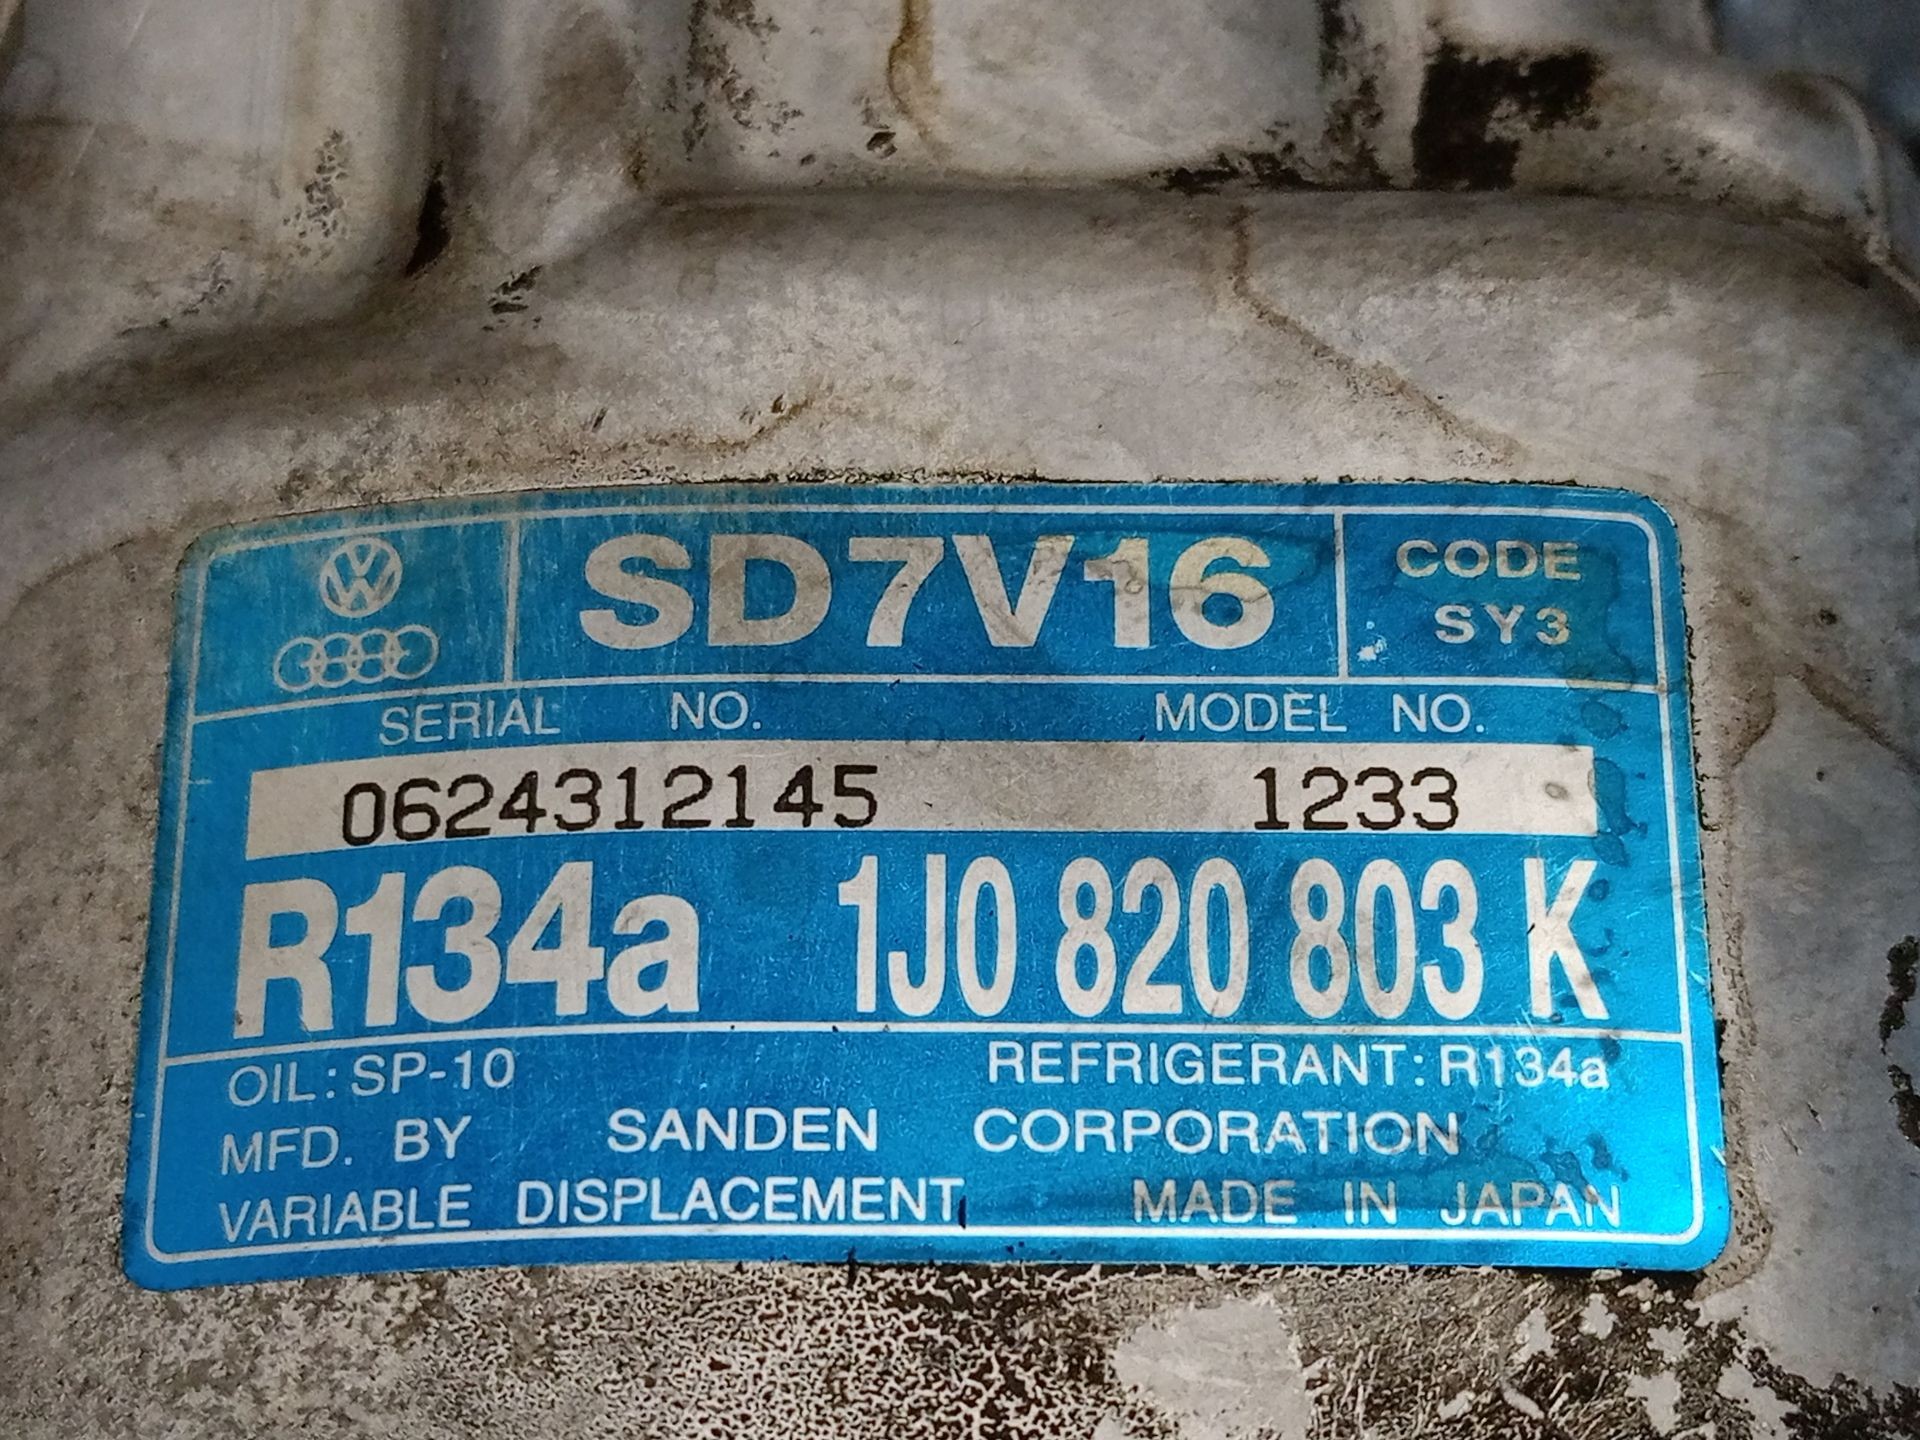 SD7V16
CODE
SY3
SERIAL NO. MODEL NO.
0624312145 1233
R134a 1J0 820 803 K
OIL: SP-10 REFRIGERANT: R134a
MFD. BY SANDEN CORPORATION
VARIABLE DISPLACEMENT MADE IN JAPAN